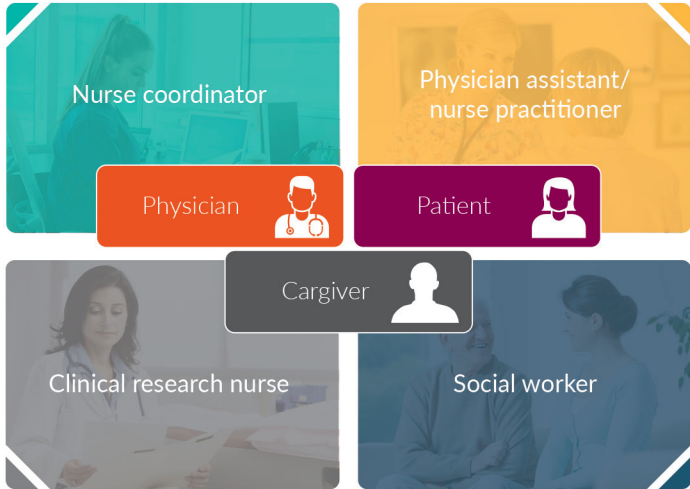 Nurse coordinator
Physician assistant/
nurse practitioner
Physician
Patient
Cargiver
Clinical research nurse
Social worker